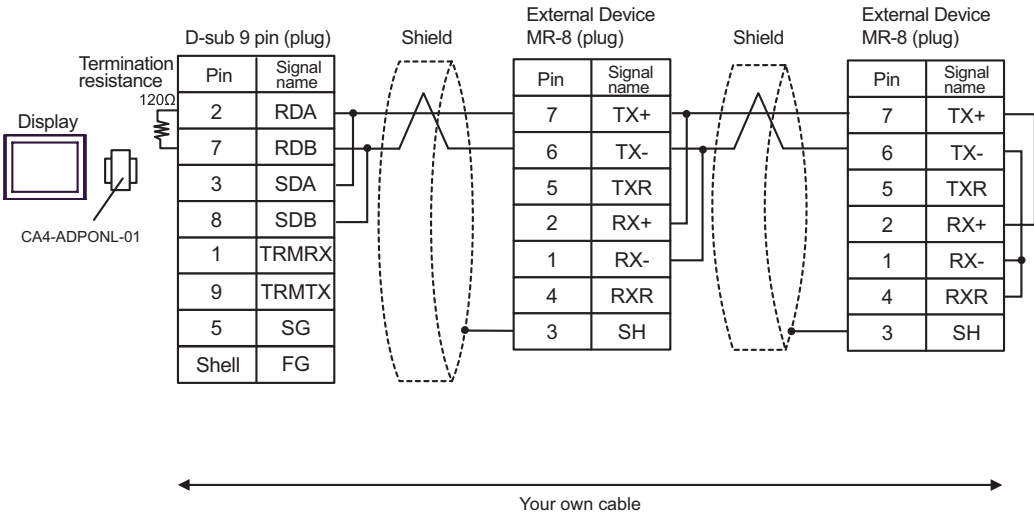 External Device
MR-8 (plug)
External Device
MR-8 (plug)
D-sub 9 pin (plug)
Shield
Shield
Termination
resistance
120Ω
Display
CA4-ADPONL-01
Pin Signal name
2 RDA
7 RDB
3 SDA
8 SDB
1 TRMRX
9 TRMTX
5 SG
Shell FG
Pin Signal name
7 TX+
6 TX-
5 TXR
2 RX+
1 RX-
4 RXR
3 SH
Pin Signal name
7 TX+
6 TX-
5 TXR
2 RX+
1 RX-
4 RXR
3 SH
Your own cable